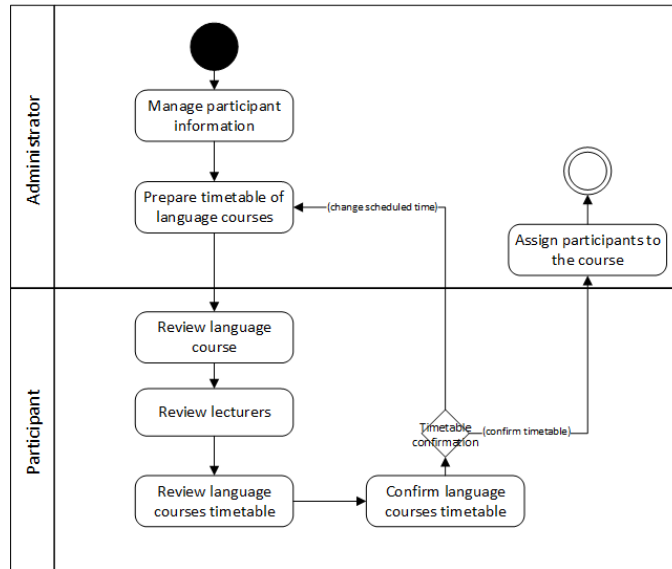 Administrator
Manage participant
information
Prepare timetable of
language courses
(change scheduled time)
Assign participants to
the course
Participant
Review language
course
Review lecturers
Timetable
confirmation
(confirm timetable)
Review language
courses timetable
Confirm language
courses timetable